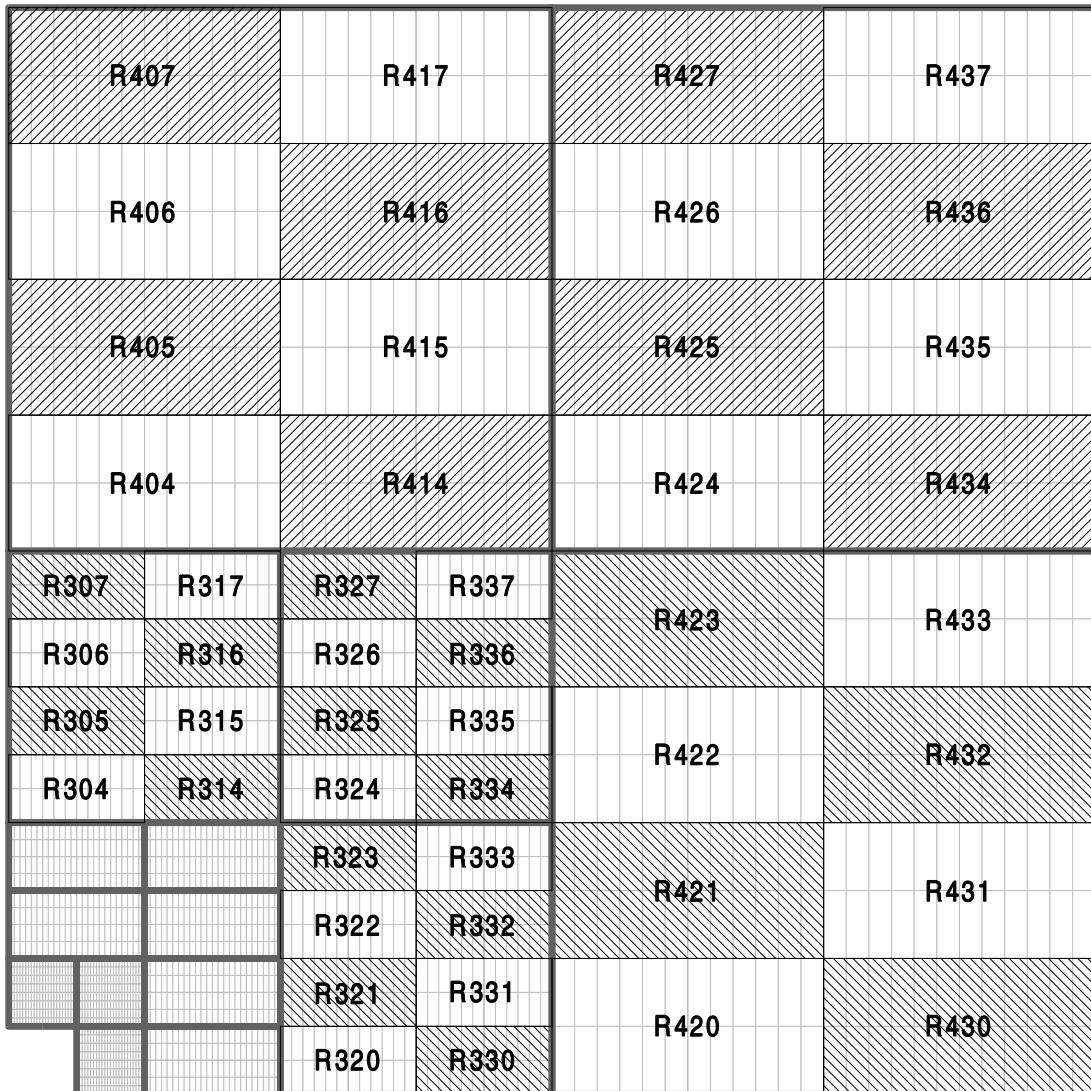 R407 R417 R427 R437
R406 R416 R426 R436
R405 R415 R425 R435
R404 R414 R424 R434
R307 R317 R327 R337
R423 R433
R306 R316 R326 R336
R305 R315 R325 R335
R422 R432
R304 R314 R324 R334
R323 R333
R421 R431
R322 R332
R321 R331
R420 R430
R320 R330